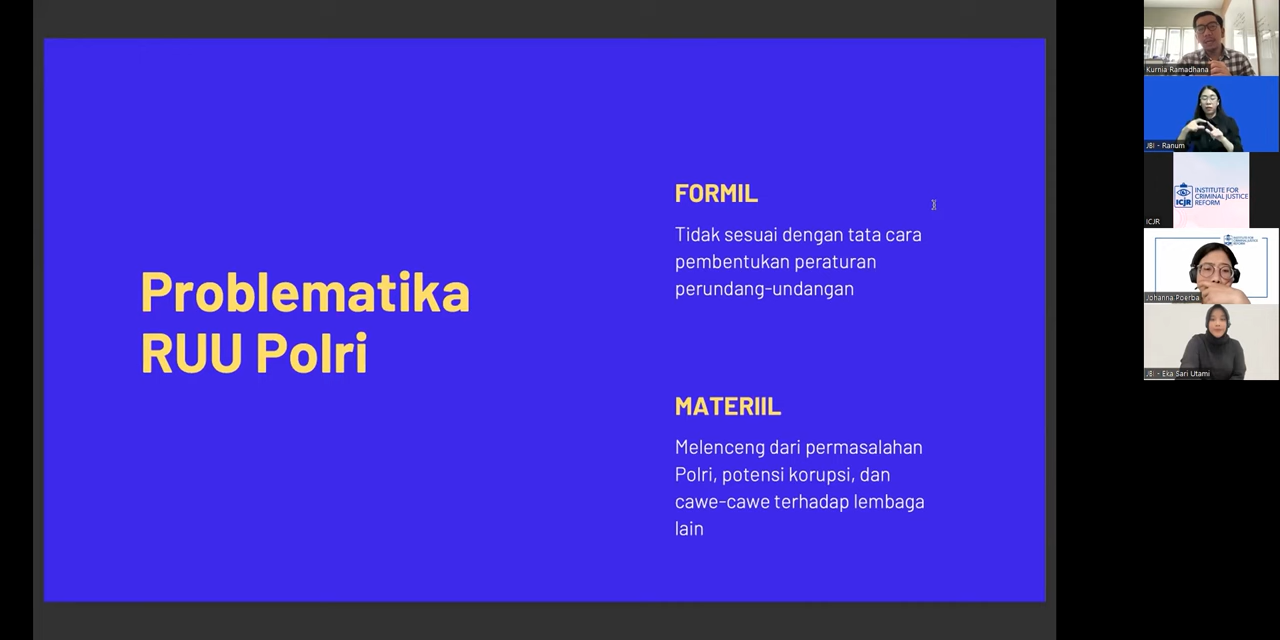 Problematika
RUU Polri
FORMIL
Tidak sesuai dengan tata cara
pembentukan peraturan
perundang-undangan
MATERIIL
Melenceng dari permasalahan
Polri, potensi korupsi, dan
cawe-cawe terhadap lembaga
lain
Kurnia Ramadhana
JBI - Ranum
ICJR
INSTITUTE FOR
CRIMINAL JUSTICE
REFORM
ICJR
Johanna Poerba
JBI - Eka Sari Utami